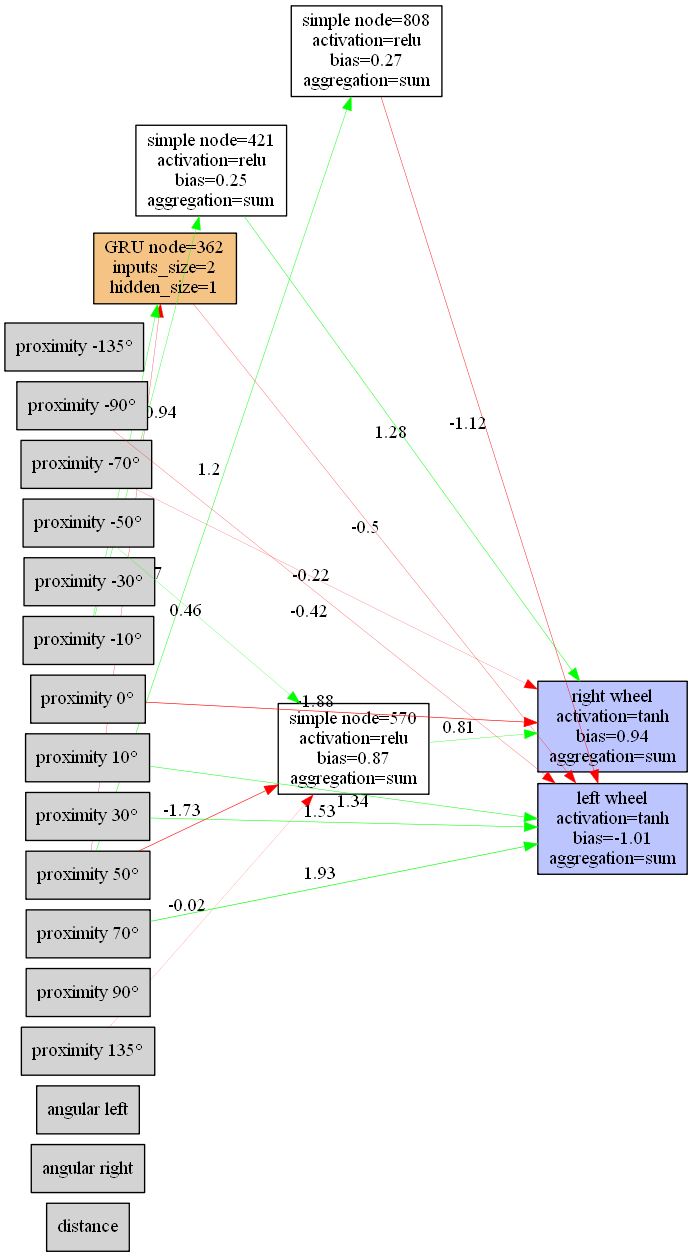 simple node=808
activation=relu
bias=0.27
aggregation=sum
simple node=421
activation=relu
bias=0.25
aggregation=sum
GRU node=362
inputs_size=2
hidden_size=1
proximity -135°
proximity -90°
0.94
-1.12
1.28
proximity -70°
1.2
proximity -50°
-0.5
proximity -30°
7
-0.22
0.46
-0.42
proximity -10°
proximity 0°
-1.88
simple node=570
activation=relu
bias=0.87
aggregation=sum
0.81
right wheel
activation=tanh
bias=0.94
aggregation=sum
proximity 10°
proximity 30°
-1.73
1.34
1.53
left wheel
activation=tanh
bias=-1.01
aggregation=sum
proximity 50°
1.93
-0.02
proximity 70°
proximity 90°
proximity 135°
angular left
angular right
distance